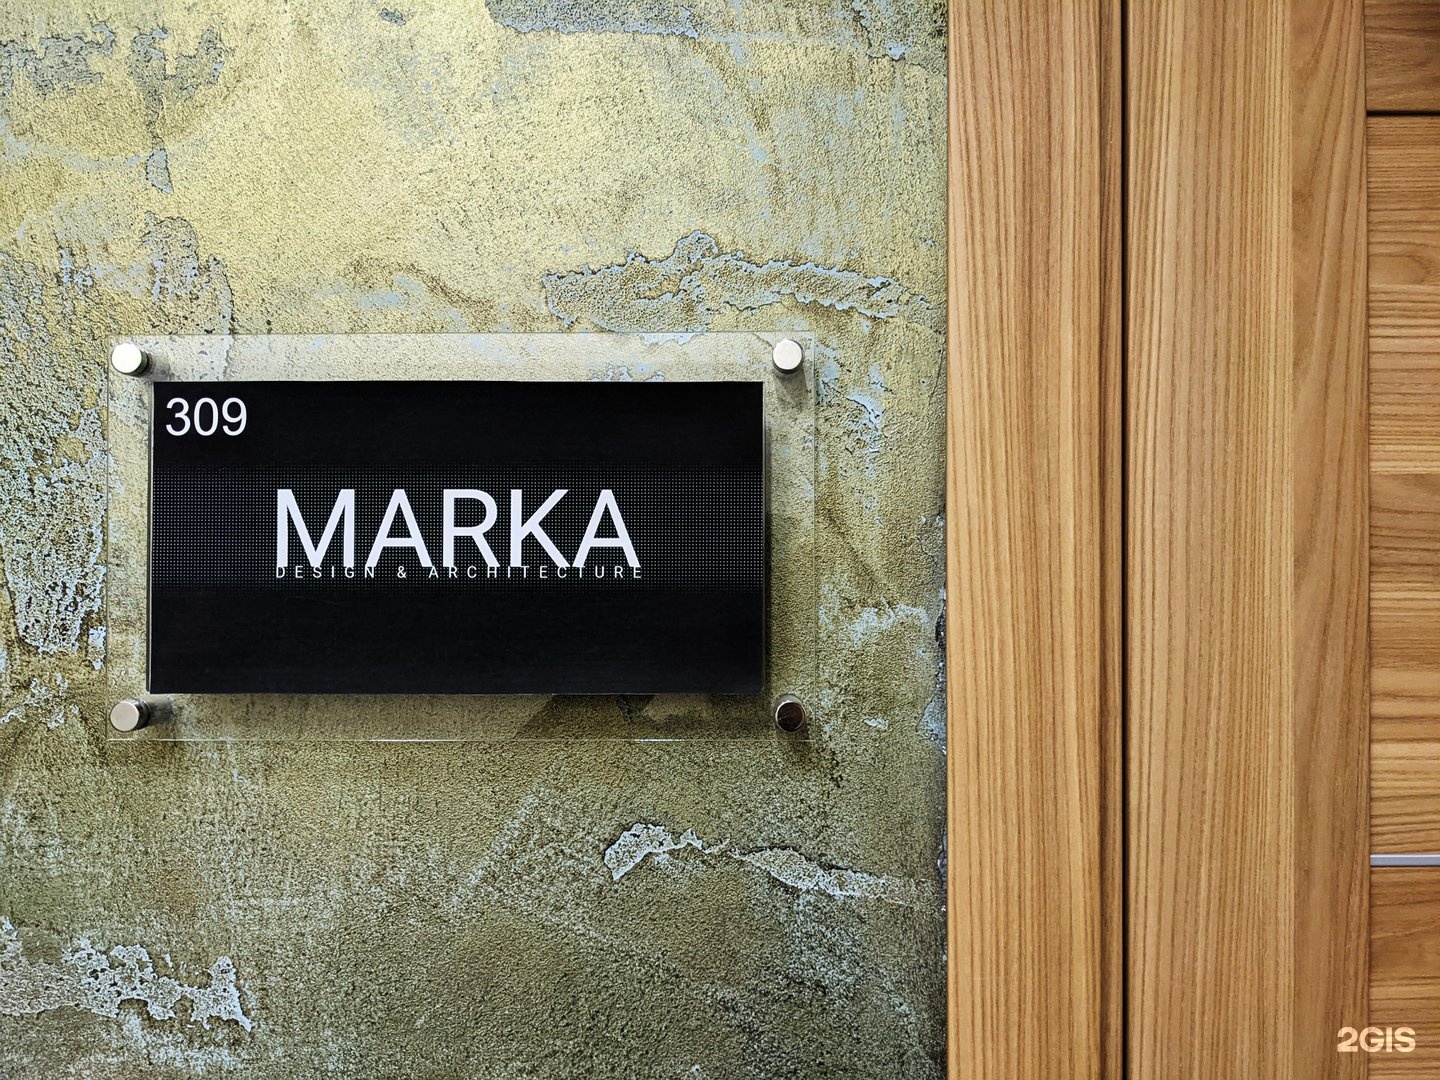 309
MARKA
DESIGN & ARCHITECTURE
2GIS